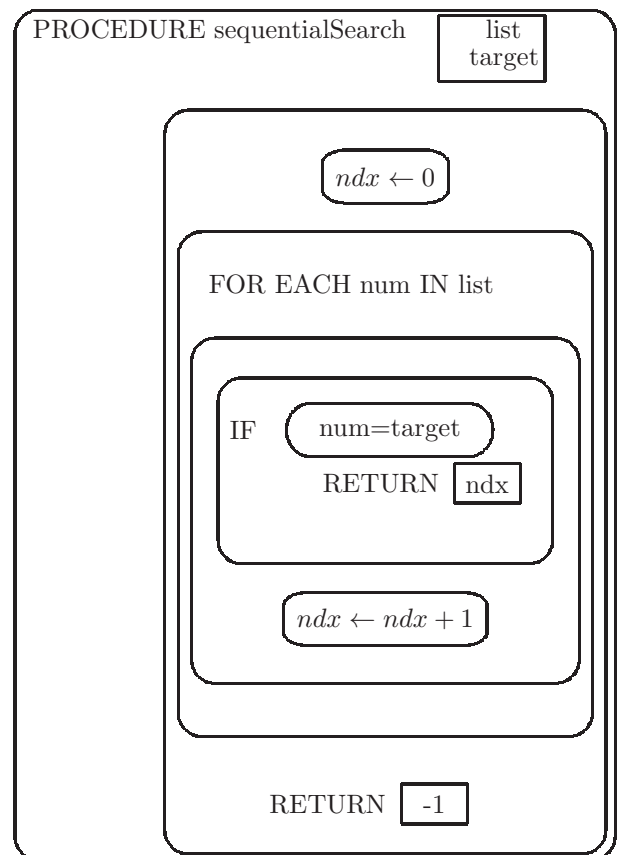 PROCEDURE sequentialSearch list
target
ndx ← 0
FOR EACH num IN list
IF num=target
RETURN ndx
ndx ← ndx + 1
RETURN -1